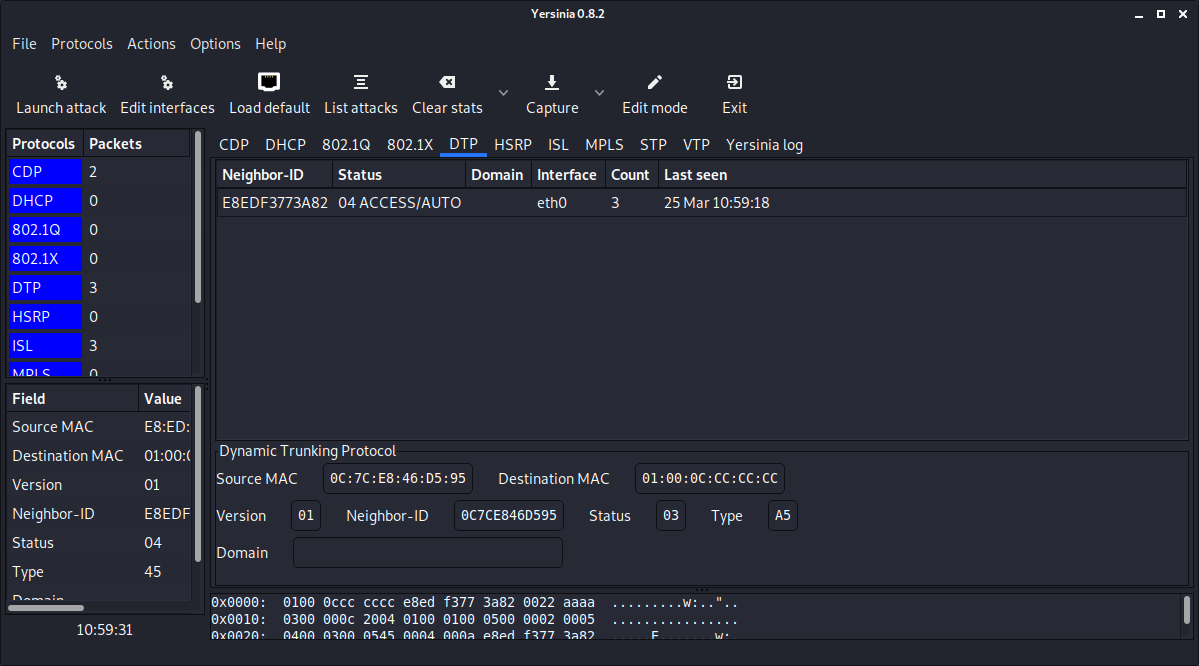 Yersinia 0.8.2
File Protocols Actions Options Help
Launch attack Edit interfaces Load default List attacks Clear stats Capture Edit mode Exit
Protocols Packets
CDP 2
DHCP 0
802.1Q 0
802.1X 0
DTP 3
HSRP 0
ISL 3
MPLS 0
Field Value
Source MAC E8:ED:
Destination MAC 01:00:0
Version 01
Neighbor-ID E8EDF
Status 04
Type 45
Domain
10:59:31
CDP DHCP 802.1Q 802.1X DTP HSRP ISL MPLS STP VTP Yersinia log
Neighbor-ID Status Domain Interface Count Last seen
E8EDF3773A82 04 ACCESS/AUTO eth0 3 25 Mar 10:59:18
Dynamic Trunking Protocol
Source MAC 0C:7C:E8:46:D5:95 Destination MAC 01:00:0C:CC:CC:CC
Version 01 Neighbor-ID 0C7CE846D595 Status 03 Type A5
Domain
0x0000: 0100 0ccc cccc e8ed f377 3a82 0022 aaaa .........w:..."..
0x0010: 0300 000c 2004 0100 0100 0500 0002 0005 ................
0x0020: 0400 0300 0545 0004 000a e8ed f377 3a82 .....E.......w:.